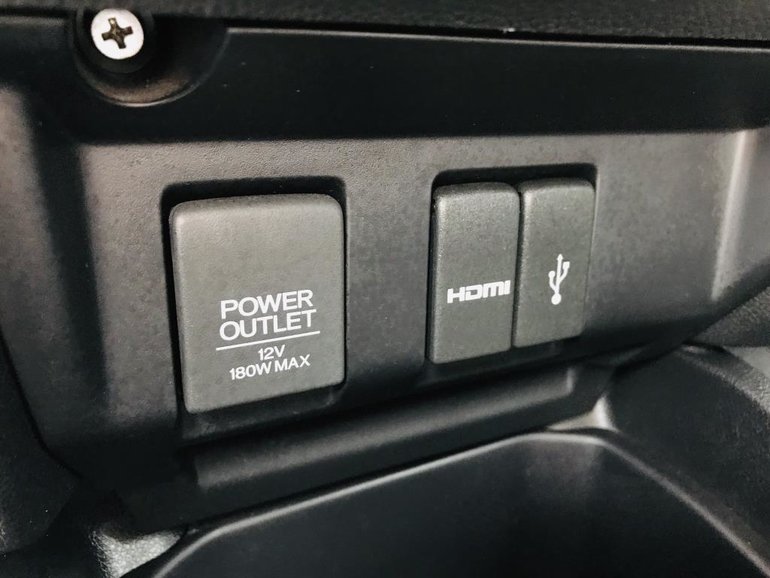 POWER
OUTLET
12V
180W MAX
HDMI